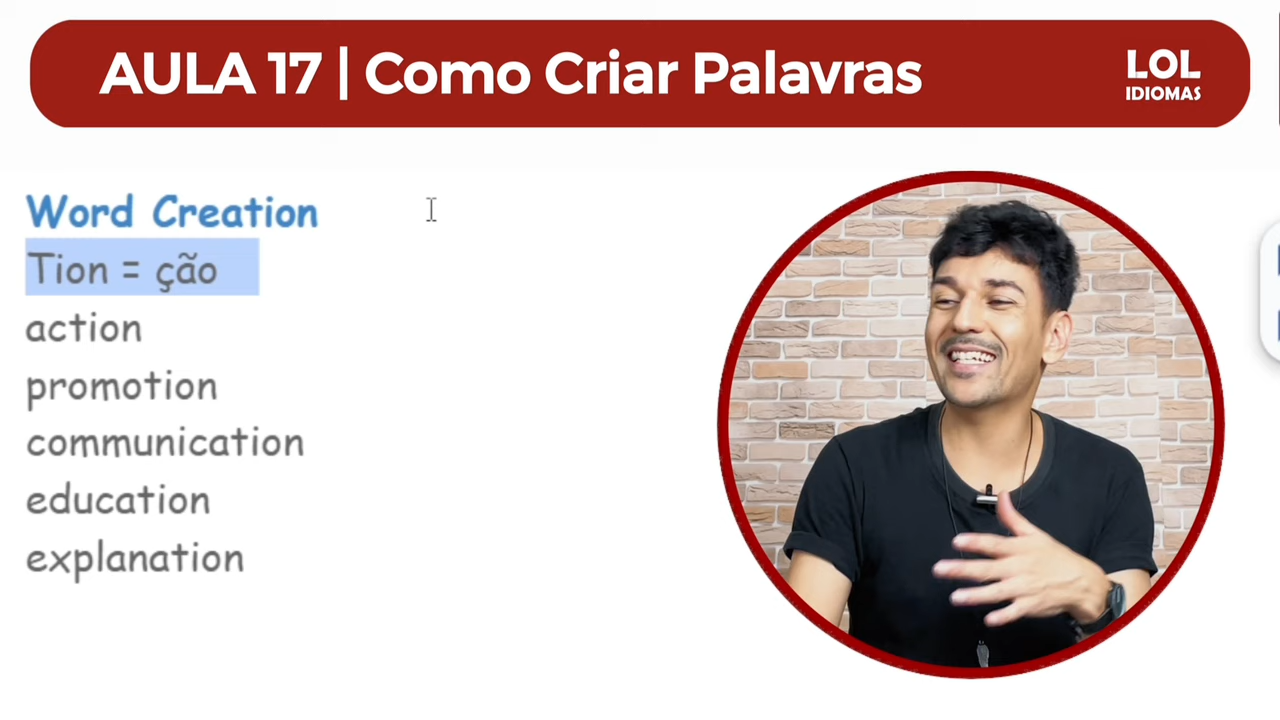 AULA 17 | Como Criar Palavras
LOL
IDIOMAS
Word Creation
Tion = ção
action
promotion
communication
education
explanation